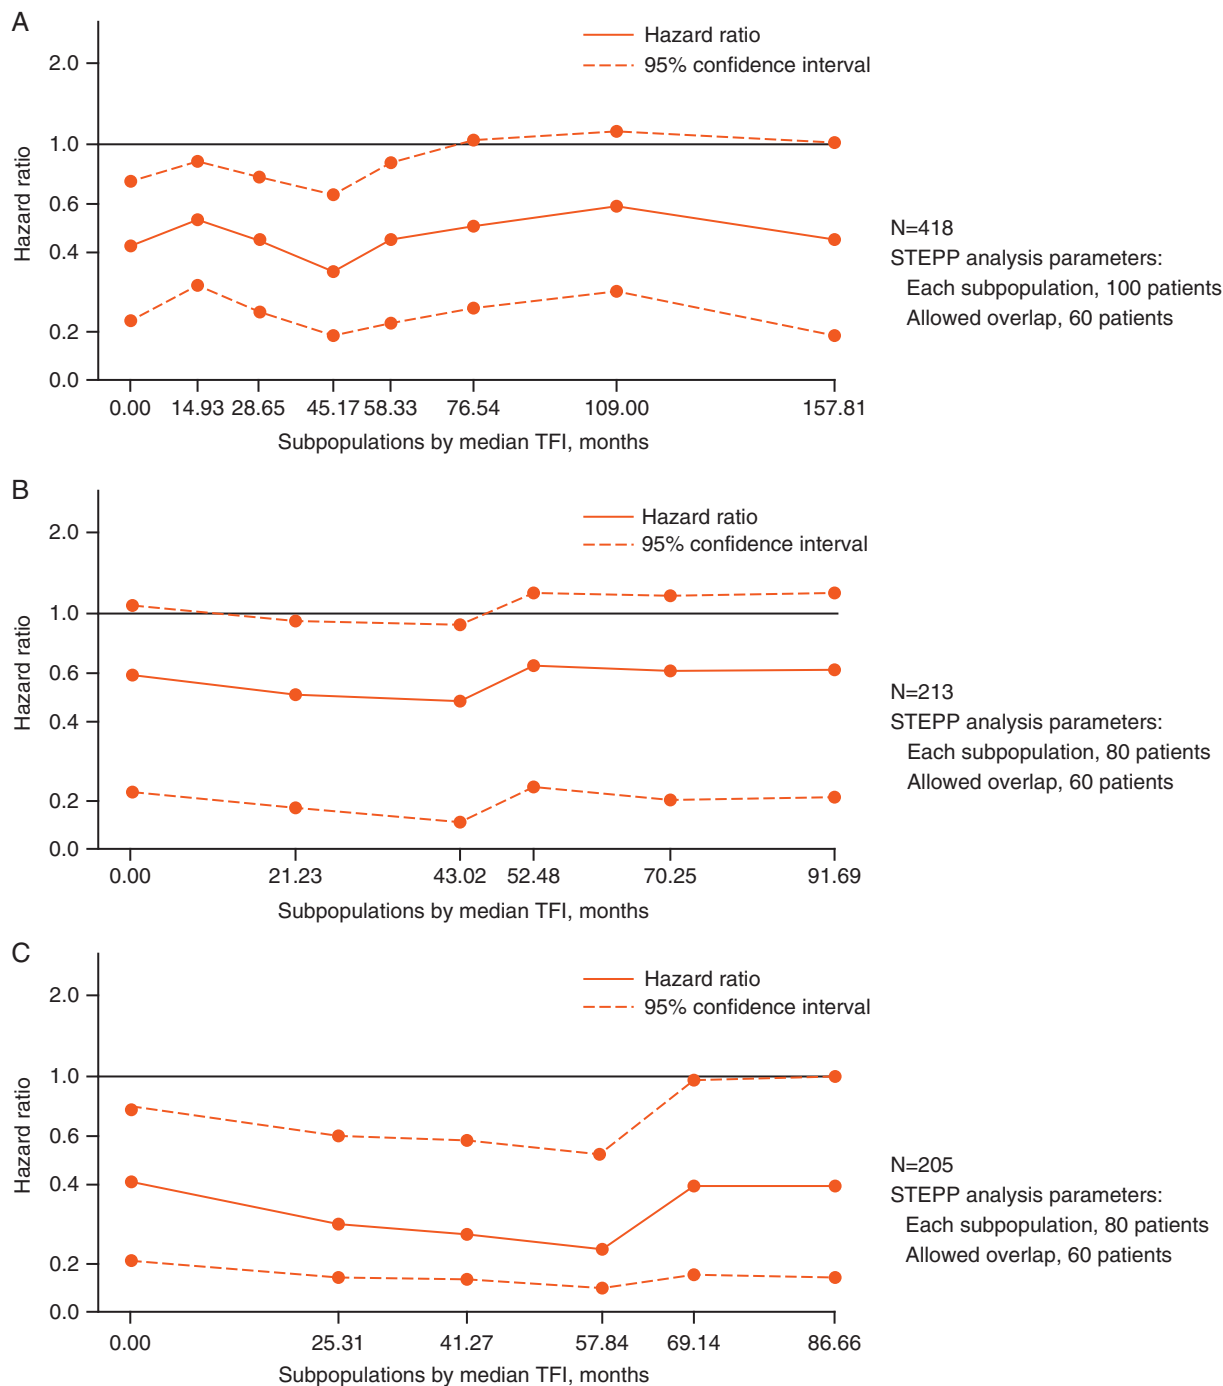 A
Hazard ratio
95% confidence interval
2.0
1.0
0.6
0.4
0.2
0.0
Hazard ratio
0.00 14.93 28.65 45.17 58.33 76.54 109.00 157.81
Subpopulations by median TFI, months
N=418
STEPP analysis parameters:
Each subpopulation, 100 patients
Allowed overlap, 60 patients
B
Hazard ratio
95% confidence interval
2.0
1.0
0.6
0.4
0.2
0.0
Hazard ratio
0.00 21.23 43.02 52.48 70.25 91.69
Subpopulations by median TFI, months
N=213
STEPP analysis parameters:
Each subpopulation, 80 patients
Allowed overlap, 60 patients
C
Hazard ratio
95% confidence interval
2.0
1.0
0.6
0.4
0.2
0.0
Hazard ratio
0.00 25.31 41.27 57.84 69.14 86.66
Subpopulations by median TFI, months
N=205
STEPP analysis parameters:
Each subpopulation, 80 patients
Allowed overlap, 60 patients